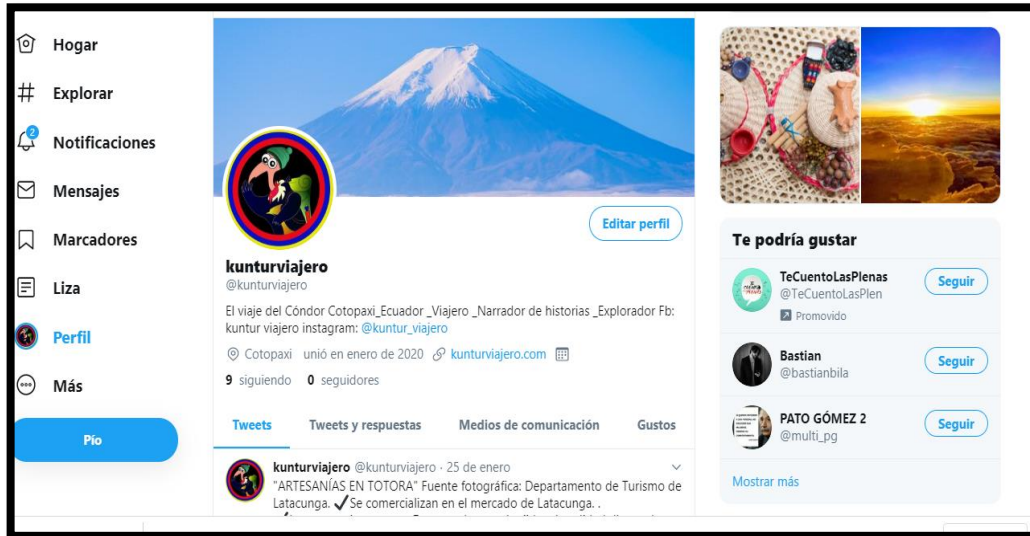 Hogar
Explorar
2
Notificaciones
Mensajes
Marcadores
Liza
Perfil
Más
Pío
Editar perfil
kunturviajero
@kunturviajero
El viaje del Cóndor Cotopaxi_Ecuador _Viajero _Narrador de historias _Explorador Fb:
kuntur viajero instagram: @kuntur_viajero
Cotopaxi unió en enero de 2020 kunturviajero.com
9 siguiendo 0 seguidores
Tweets Tweets y respuestas Medios de comunicación Gustos
kunturviajero @kunturviajero · 25 de enero
"ARTESANÍAS EN TOTORA" Fuente fotográfica: Departamento de Turismo de
Latacunga. ✓Se comercializan en el mercado de Latacunga. .
Te podría gustar
TeCuentoLasPlenas
@TeCuentoLasPlen
Promovido
Seguir
Bastian
@bastianbila
Seguir
PATO GÓMEZ 2
@multi_pg
Seguir
Mostrar más